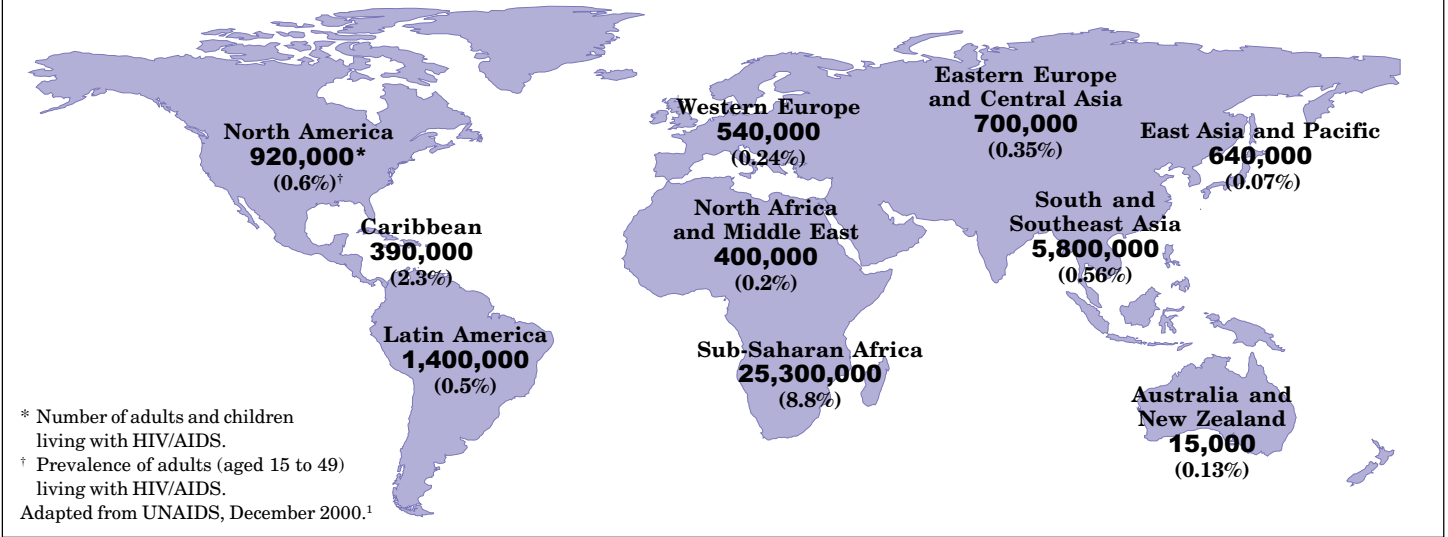 North America
920,000*
(0.6%)†
Caribbean
390,000
(2.3%)
Latin America
1,400,000
(0.5%)
Western Europe
540,000
(0.24%)
North Africa
and Middle East
400,000
(0.2%)
Sub-Saharan Africa
25,300,000
(8.8%)
Eastern Europe
and Central Asia
700,000
(0.35%)
East Asia and Pacific
640,000
(0.07%)
South and
Southeast Asia
5,800,000
(0.56%)
Australia and
New Zealand
15,000
(0.13%)
* Number of adults and children
living with HIV/AIDS.
† Prevalence of adults (aged 15 to 49)
living with HIV/AIDS.
Adapted from UNAIDS, December 2000.¹